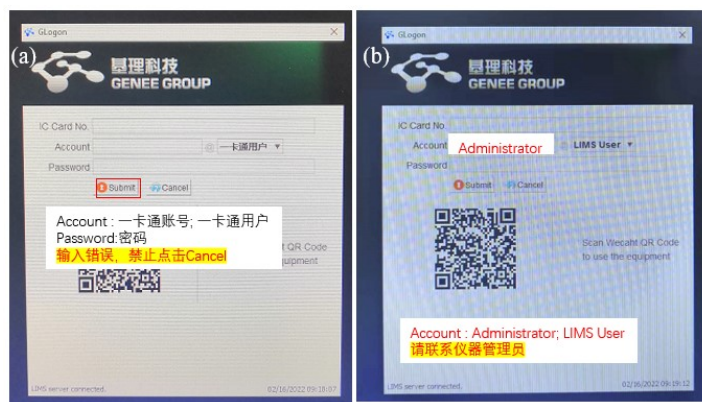 (a)
GLogon
基理科技
GENEE GROUP
IC Card No.
Account
@ 一卡通用户 ▼
Password
Submit
Cancel
Account : 一卡通账号; 一卡通用户
Password:密码
输入错误，禁止点击Cancel
QR Code
LIMS server connected.
02/16/2022 09:18:07
(b)
GLogon
基理科技
GENEE GROUP
IC Card No
Account
Administrator
@ LIMS User ▼
Password
Submit
Cancel
Scan Wecaht QR Code
to use the equipment
Account : Administrator; LIMS User
请联系仪器管理员
LIMS server connected.
02/16/2022 09:19:12